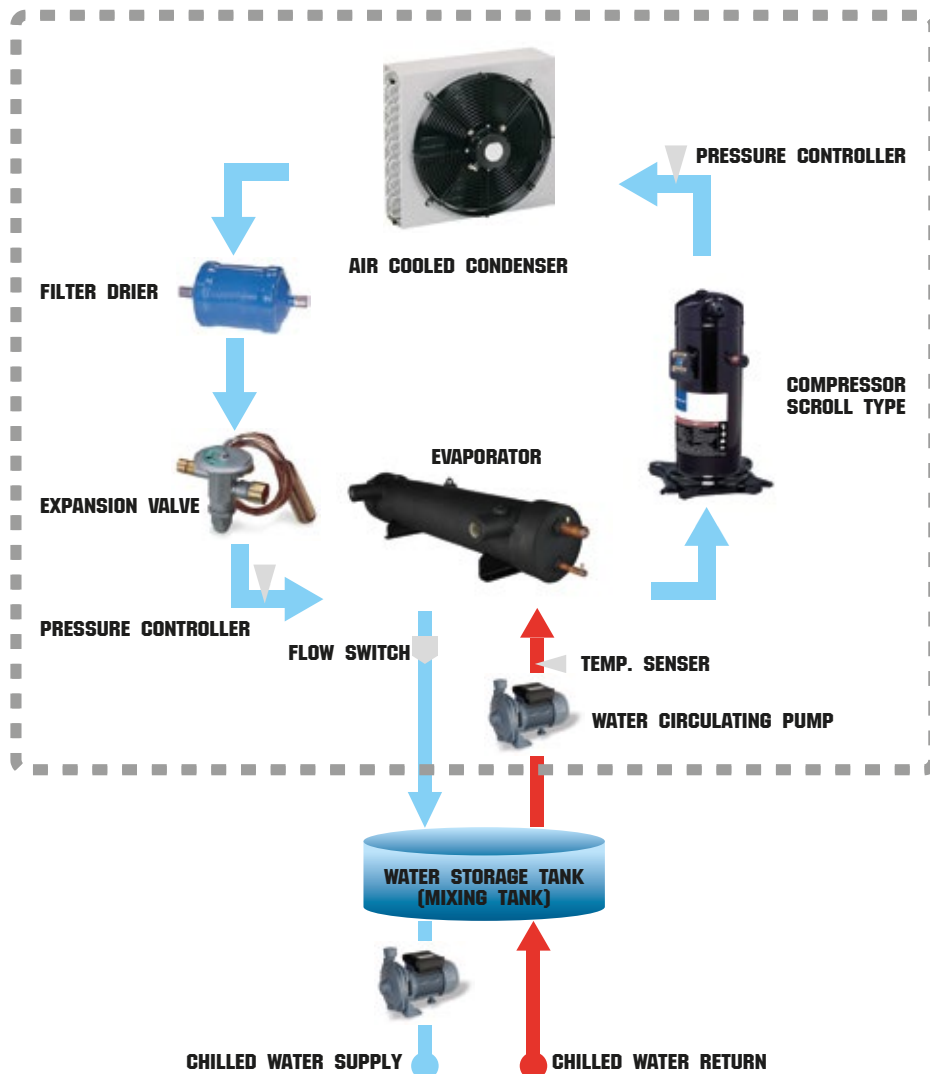 PRESSURE CONTROLLER
AIR COOLED CONDENSER
FILTER DRIER
COMPRESSOR
SCROLL TYPE
EVAPORATOR
EXPANSION VALVE
PRESSURE CONTROLLER
FLOW SWITCH
TEMP. SENSER
WATER CIRCULATING PUMP
WATER STORAGE TANK
(MIXING TANK)
CHILLED WATER SUPPLY
CHILLED WATER RETURN